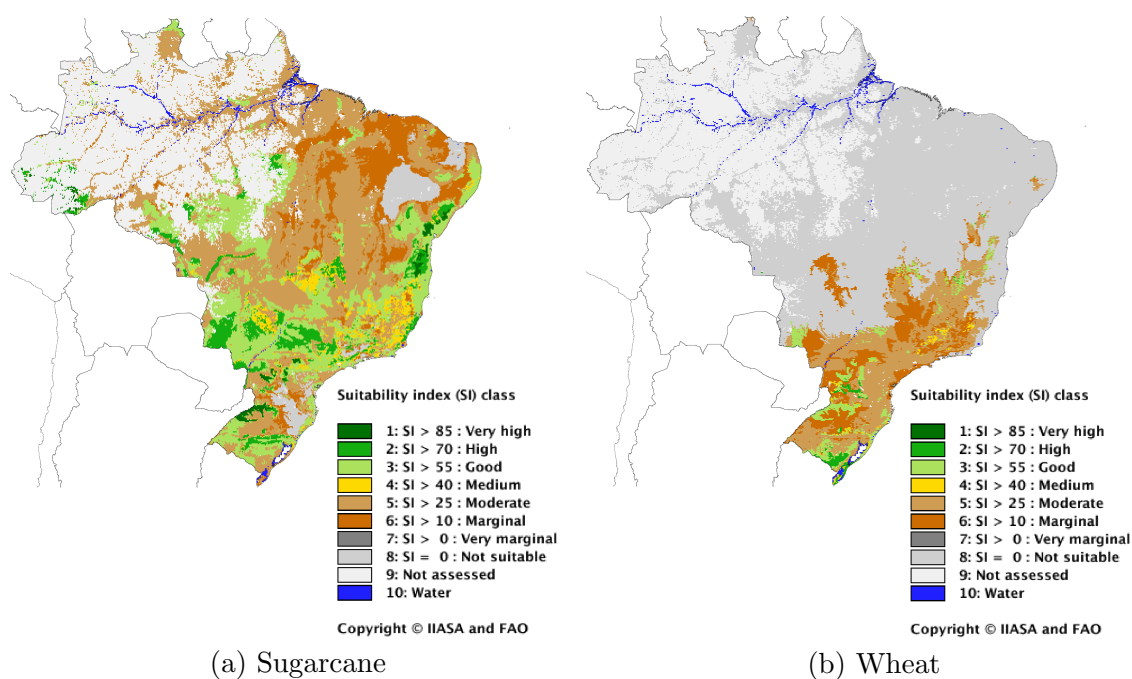 Suitability index (SI) class
1: SI > 85 : Very high
2: SI > 70 : High
3: SI > 55 : Good
4: SI > 40 : Medium
5: SI > 25 : Moderate
6: SI > 10 : Marginal
7: SI > 0 : Very marginal
8: SI = 0 : Not suitable
9: Not assessed
10: Water
Copyright © IIASA and FAO
(a) Sugarcane
Suitability index (SI) class
1: SI > 85 : Very high
2: SI > 70 : High
3: SI > 55 : Good
4: SI > 40 : Medium
5: SI > 25 : Moderate
6: SI > 10 : Marginal
7: SI > 0 : Very marginal
8: SI = 0 : Not suitable
9: Not assessed
10: Water
Copyright © IIASA and FAO
(b) Wheat